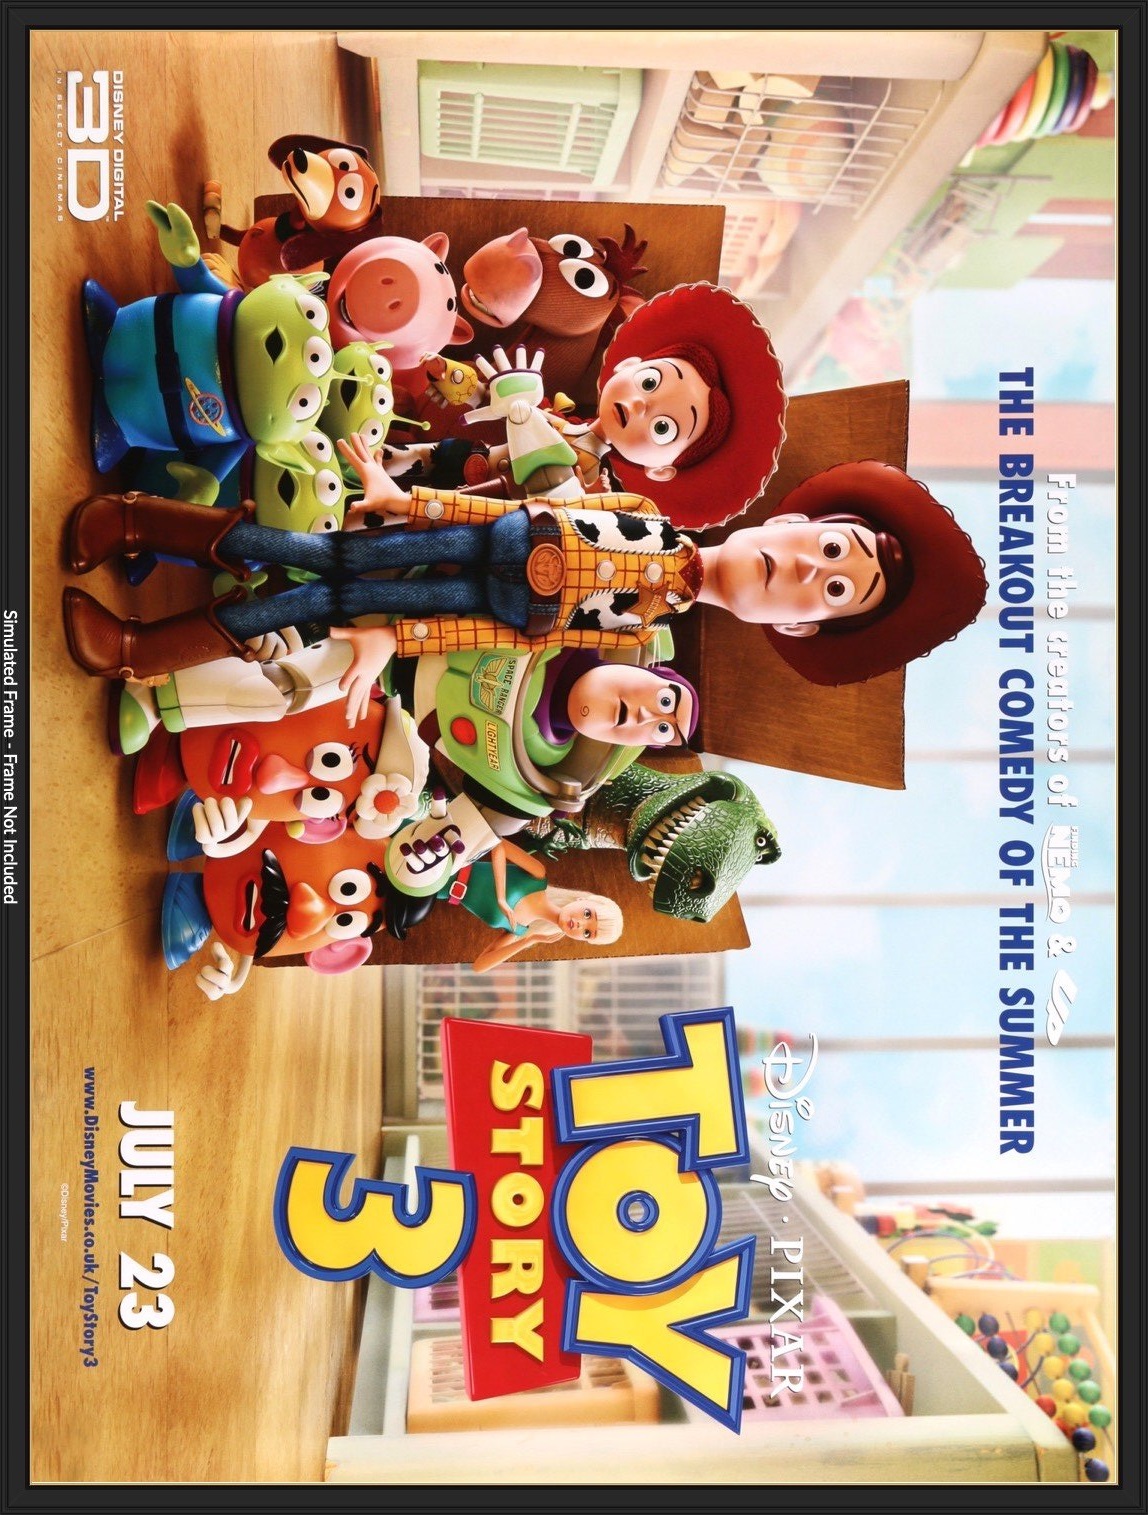 From the creators of FINDING NEMO & UP
THE BREAKOUT COMEDY OF THE SUMMER
DISNEY · PIXAR
TOY
STORY
3
SPACE RANGER
LIGHTYEAR
DISNEY DIGITAL
3D
IN SELECT CINEMAS
JULY 23
www.DisneyMovies.co.uk/ToyStory3
©Disney/Pixar.
Simulated Frame - Frame Not Included